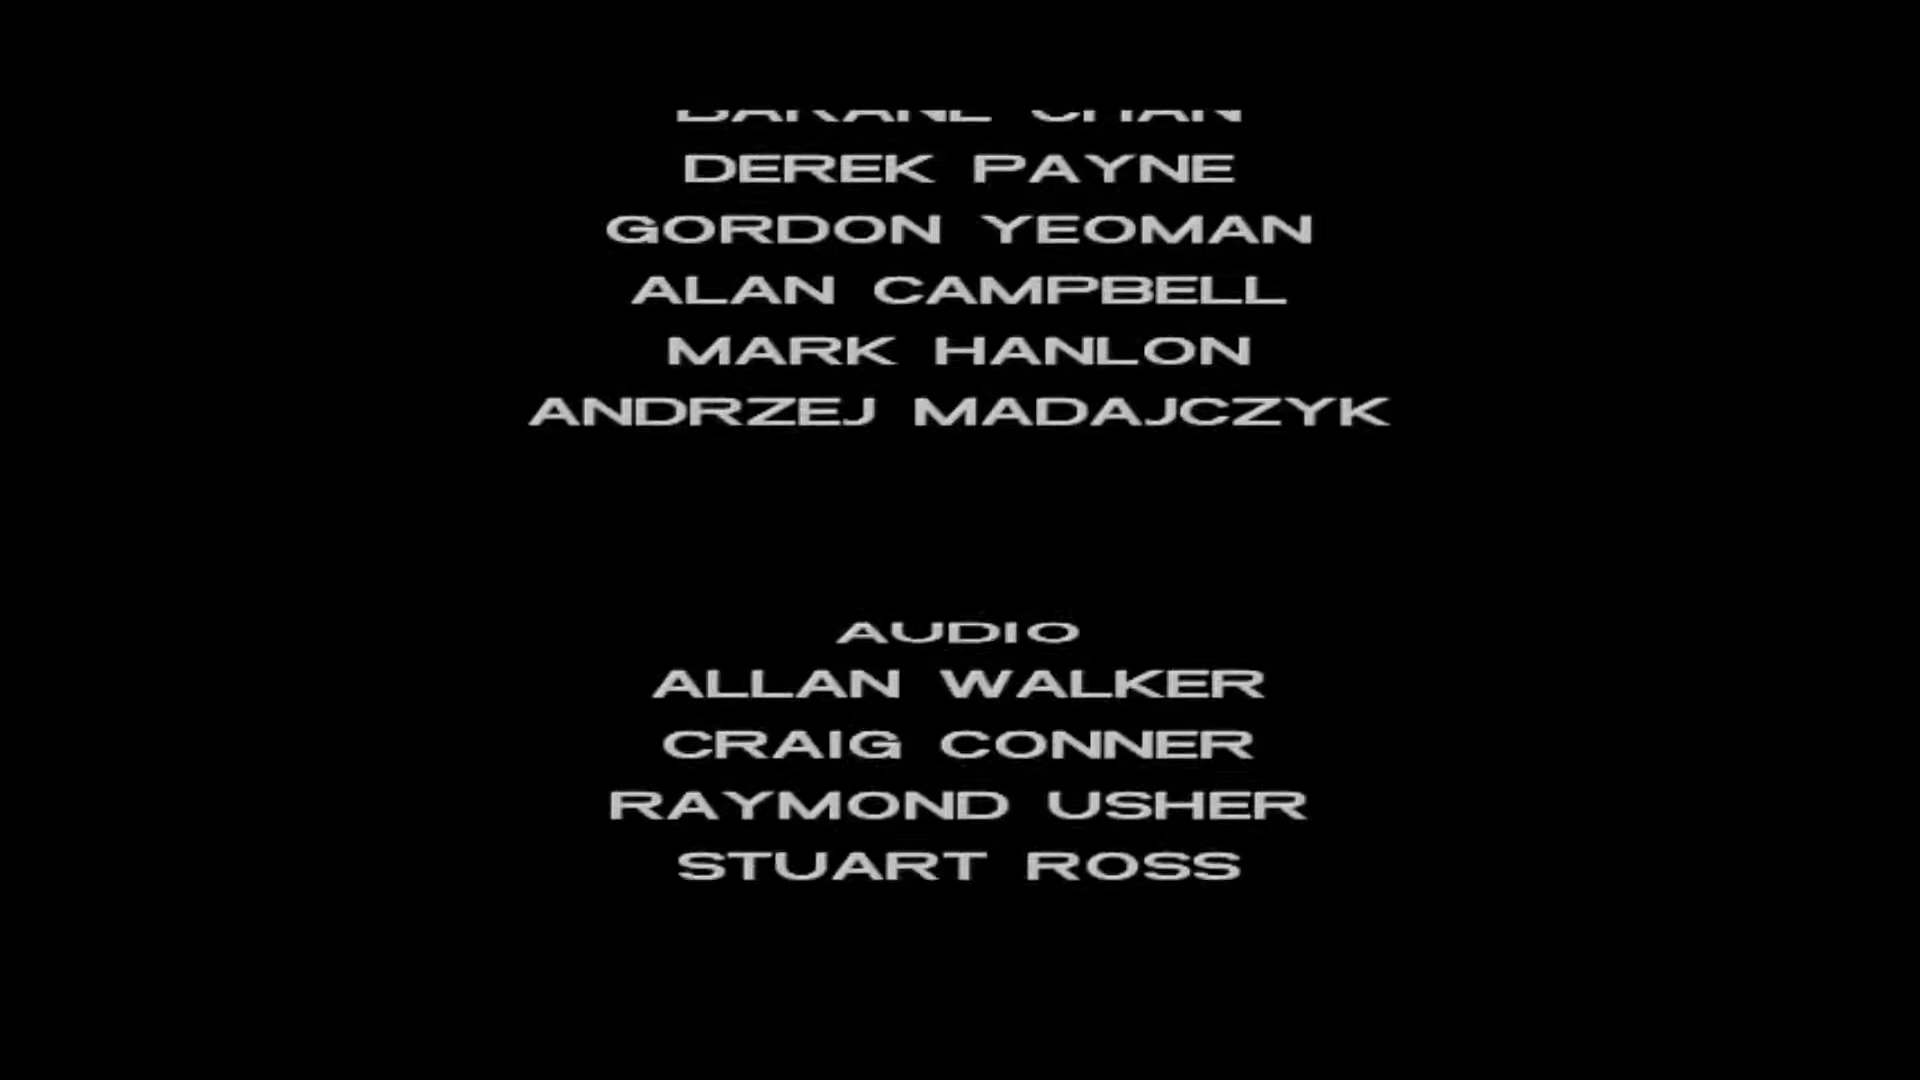 DEREK PAYNE
GORDON YEOMAN
ALAN CAMPBELL
MARK HANLON
ANDRZEJ MADAJCZYK
AUDIO
ALLAN WALKER
CRAIG CONNER
RAYMOND USHER
STUART ROSS